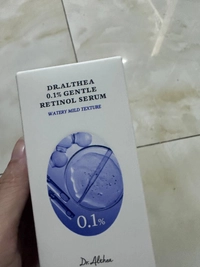 DR.ALTHEA
0.1% GENTLE
RETINOL SERUM
WATERY MILD TEXTURE
0.1%
Dr.Althea